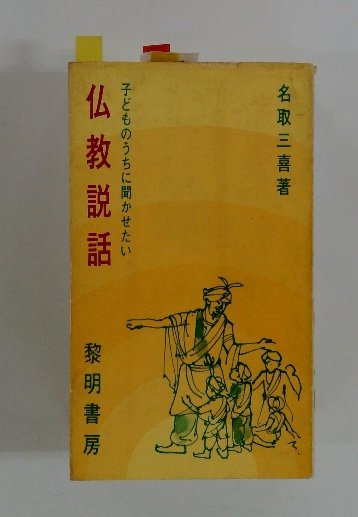 名取三喜著
子どものうちに聞かせたい
仏教説話
黎明書房